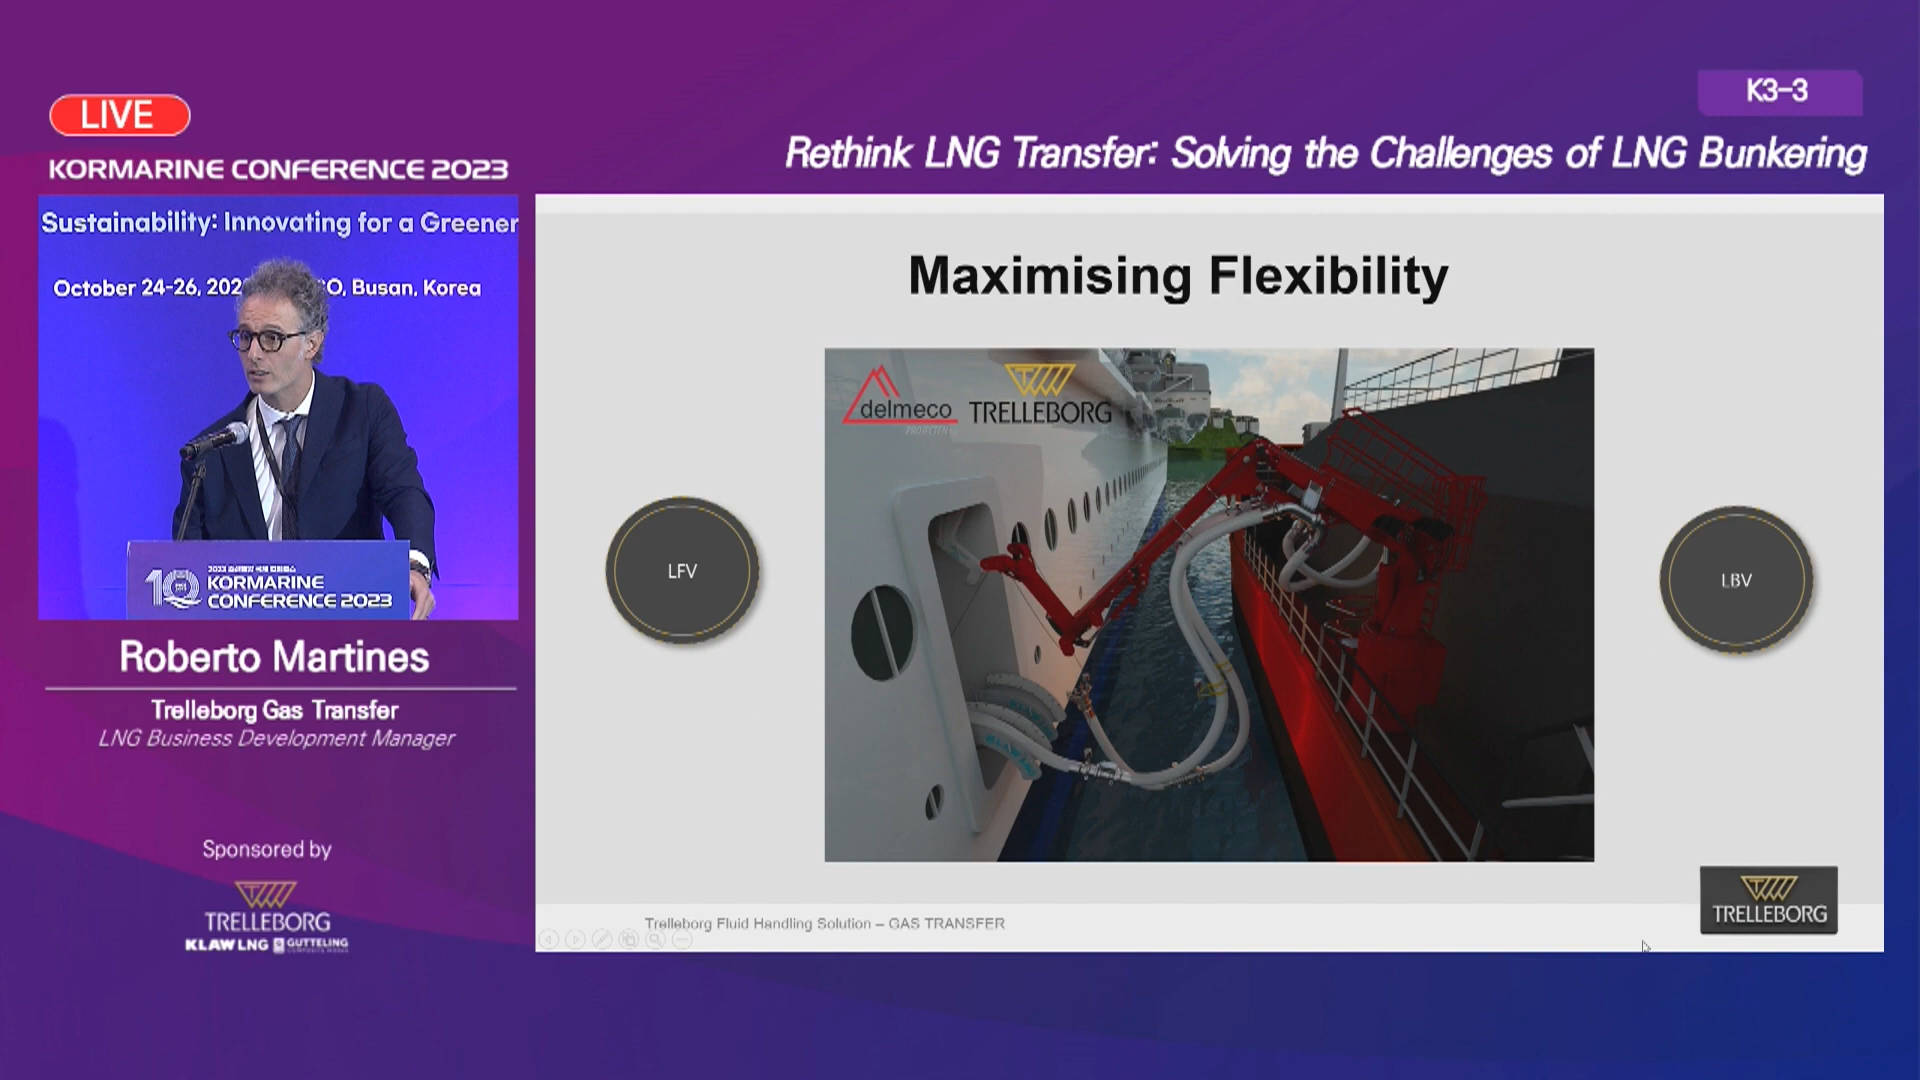 LIVE
KORMARINE CONFERENCE 2023
K3-3
Rethink LNG Transfer: Solving the Challenges of LNG Bunkering
Sustainability: Innovating for a Greener
October 24-26, 202 O, Busan, Korea
KORMARINE
CONFERENCE 2023
Roberto Martines
Trelleborg Gas Transfer
LNG Business Development Manager
Sponsored by
TRELLEBORG
KLAW LNG GUTTELING
Maximising Flexibility
delmeco
TRELLEBORG
LFV
LBV
Trelleborg Fluid Handling Solution – GAS TRANSFER
TRELLEBORG